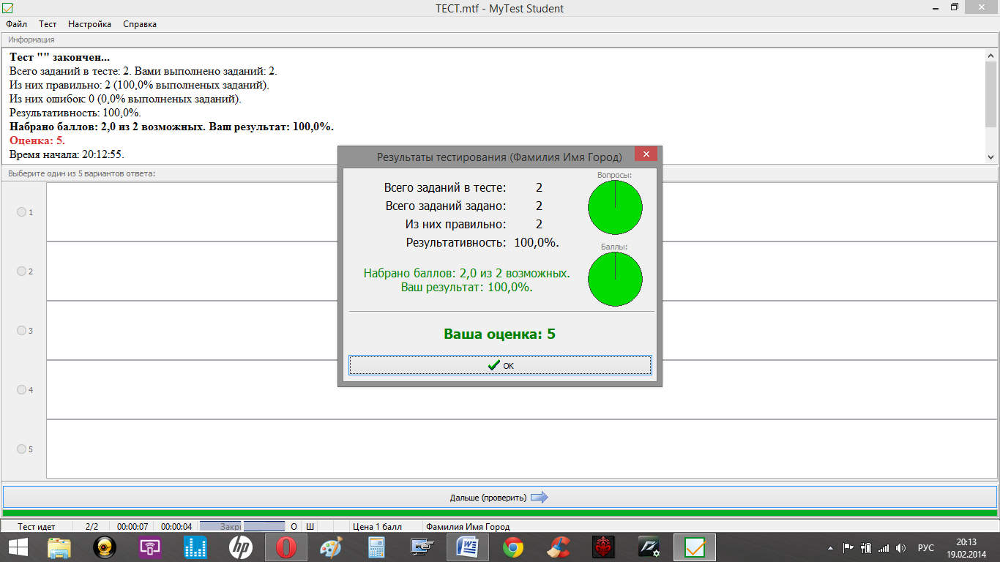 ТЕСТ.mtf - MyTest Student
Файл Тест Настройка Справка
Информация
Тест "" закончен...
Всего заданий в тесте: 2. Вами выполнено заданий: 2.
Из них правильно: 2 (100,0% выполненых заданий).
Из них ошибок: 0 (0,0% выполненых заданий).
Результативность: 100,0%.
Набрано баллов: 2,0 из 2 возможных. Ваш результат: 100,0%.
Оценка: 5.
Время начала: 20:12:55.
Выберите один из 5 вариантов ответа:
1
2
3
4
5
Результаты тестирования (Фамилия Имя Город)
Всего заданий в тесте: 2
Всего заданий задано: 2
Из них правильно: 2
Результативность: 100,0%.
Вопросы:
Баллы:
Набрано баллов: 2,0 из 2 возможных.
Ваш результат: 100,0%.
Ваша оценка: 5
OK
Дальше (проверить)
Тест идет 2/2 00:00:07 00:00:04 Закрі О Ш Цена 1 балл Фамилия Имя Город
hp
РУС
20:13
19.02.2014